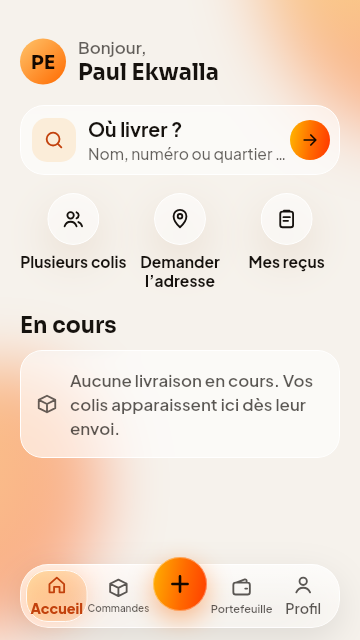 PE
Bonjour,
Paul Ekwalla
Où livrer ?
Nom, numéro ou quartier ...
Plusieurs colis
Demander
l’adresse
Mes reçus
En cours
Aucune livraison en cours. Vos
colis apparaissent ici dès leur
envoi.
Accueil
Commandes
Portefeuille
Profil